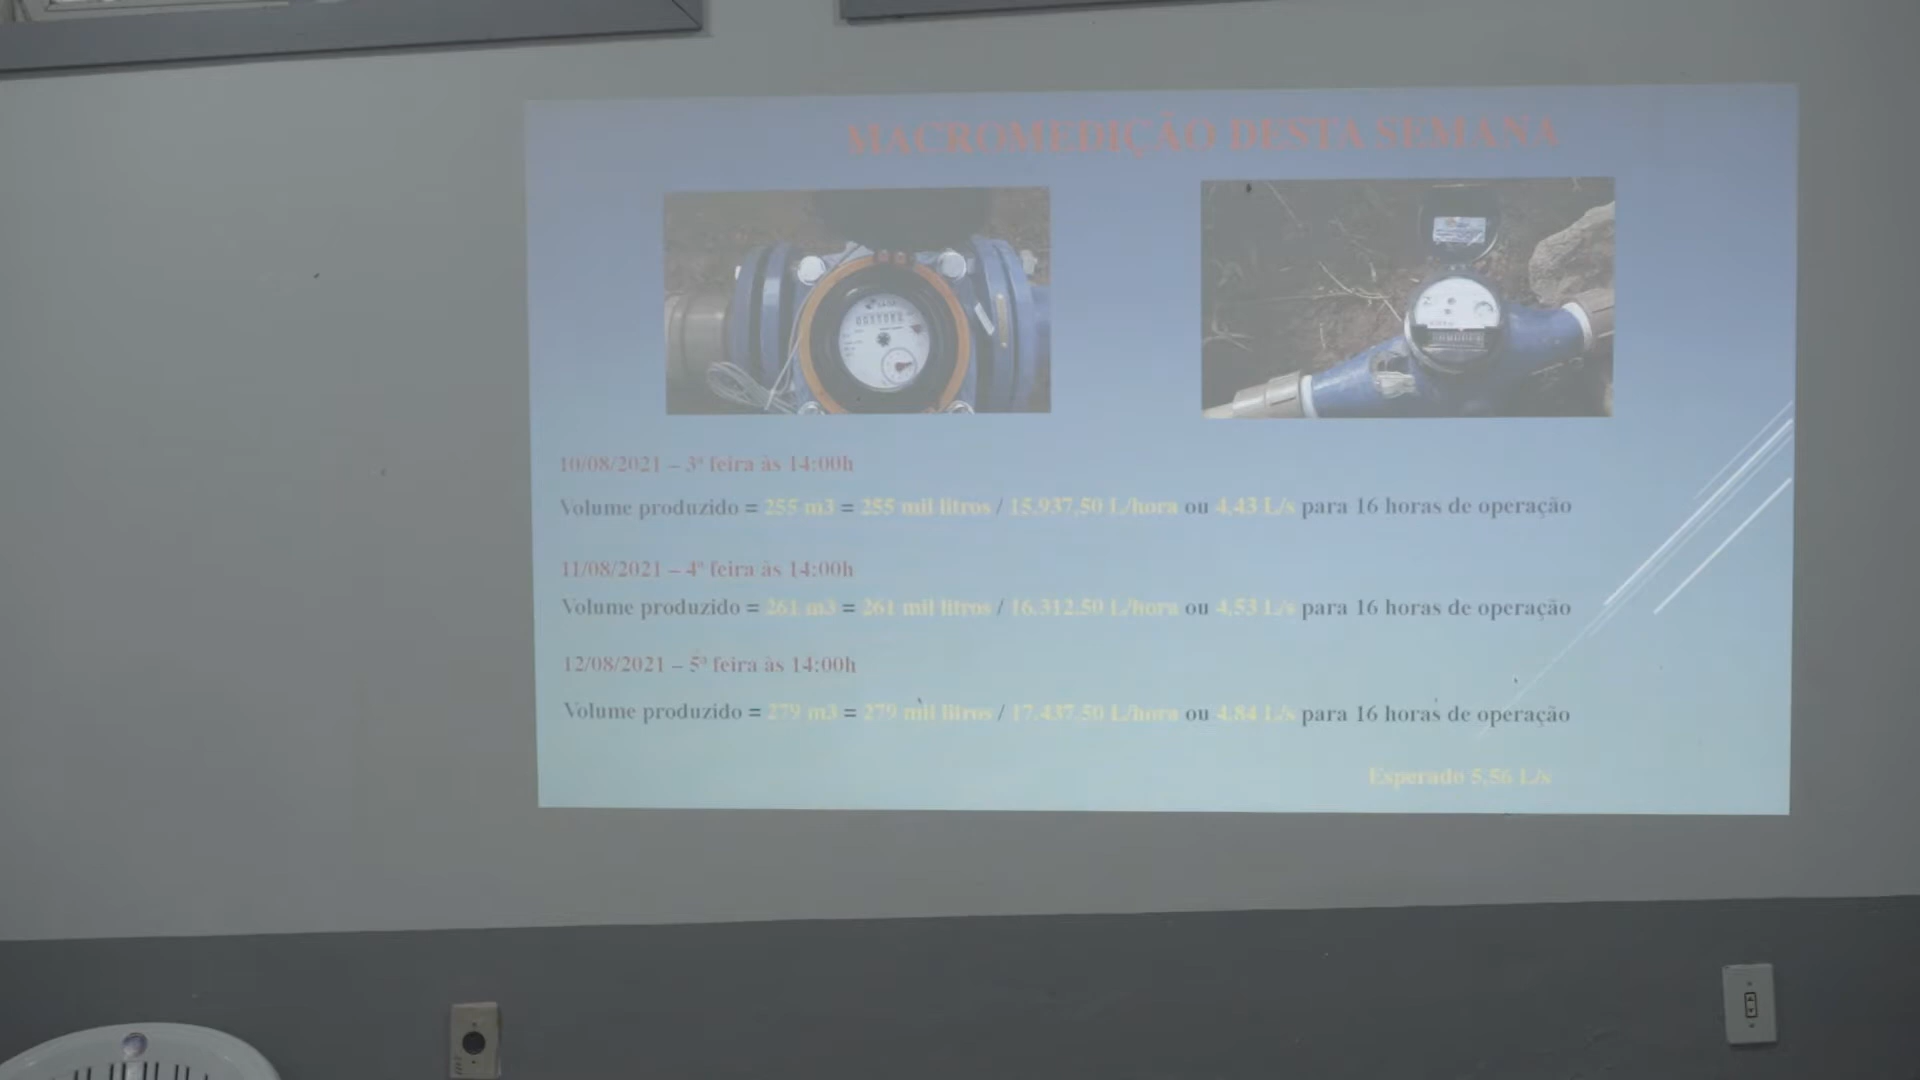 MACROMEDIÇÃO DESTA SEMANA
10/08/2021 – 3ª feira às 14:00h
Volume produzido = 255 m3 = 255 mil litros / 15.937,50 L/hora ou 4,43 L/s para 16 horas de operação
11/08/2021 – 4ª feira às 14:00h
Volume produzido = 261 m3 = 261 mil litros / 16.312,50 L/hora ou 4,53 L/s para 16 horas de operação
12/08/2021 – 5ª feira às 14:00h
Volume produzido = 279 m3 = 279 mil litros / 17.437,50 L/hora ou 4,84 L/s para 16 horas de operação
Esperado 5,56 L/s